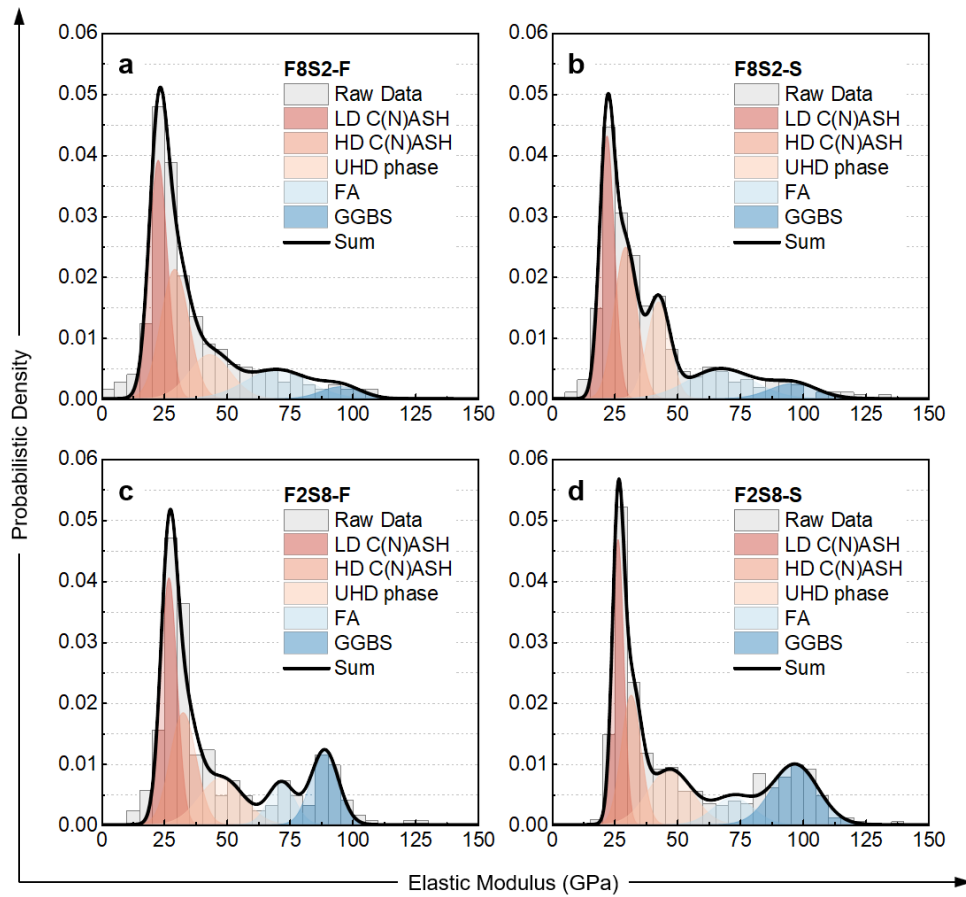 Probabilistic Density
a
F8S2-F
Raw Data
LD C(N)ASH
HD C(N)ASH
UHD phase
FA
GGBS
Sum
0.06
0.05
0.04
0.03
0.02
0.01
0.00
0 25 50 75 100 125 150
b
F8S2-S
Raw Data
LD C(N)ASH
HD C(N)ASH
UHD phase
FA
GGBS
Sum
0.06
0.05
0.04
0.03
0.02
0.01
0.00
0 25 50 75 100 125 150
c
F2S8-F
Raw Data
LD C(N)ASH
HD C(N)ASH
UHD phase
FA
GGBS
Sum
0.06
0.05
0.04
0.03
0.02
0.01
0.00
0 25 50 75 100 125 150
d
F2S8-S
Raw Data
LD C(N)ASH
HD C(N)ASH
UHD phase
FA
GGBS
Sum
0.06
0.05
0.04
0.03
0.02
0.01
0.00
0 25 50 75 100 125 150
Elastic Modulus (GPa)